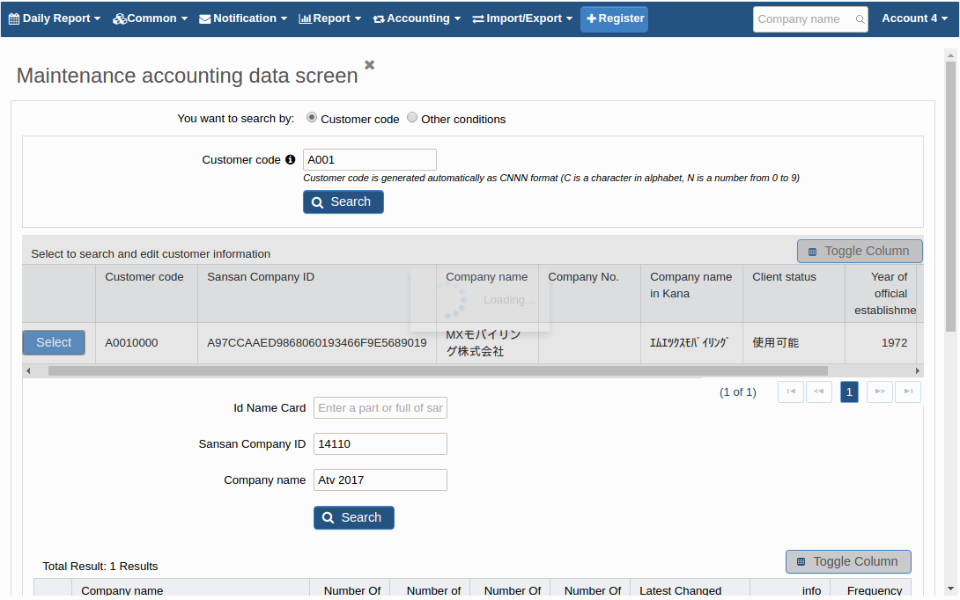 Daily Report Common Notification Report Accounting Import/Export Register Company name Account 4
Maintenance accounting data screen
You want to search by: Customer code Other conditions
Customer code A001
Customer code is generated automatically as CNNN format (C is a character in alphabet, N is a number from 0 to 9)
Search
Select to search and edit customer information Toggle Column
Customer code Sansan Company ID Company name Company No. Company name in Kana Client status Year of official establishme
Loading...
Select A0010000 A97CCAAED9868060193466F9E5689019 MXモバイリング株式会社 ｴﾑｴﾂｸｽﾓﾊﾞｲﾘﾝｸﾞ 使用可能 1972
(1 of 1) 1
Id Name Card Enter a part or full of sar
Sansan Company ID 14110
Company name Atv 2017
Search
Total Result: 1 Results Toggle Column
Company name Number Of Number of Number Of Number Of Latest Changed info Frequency